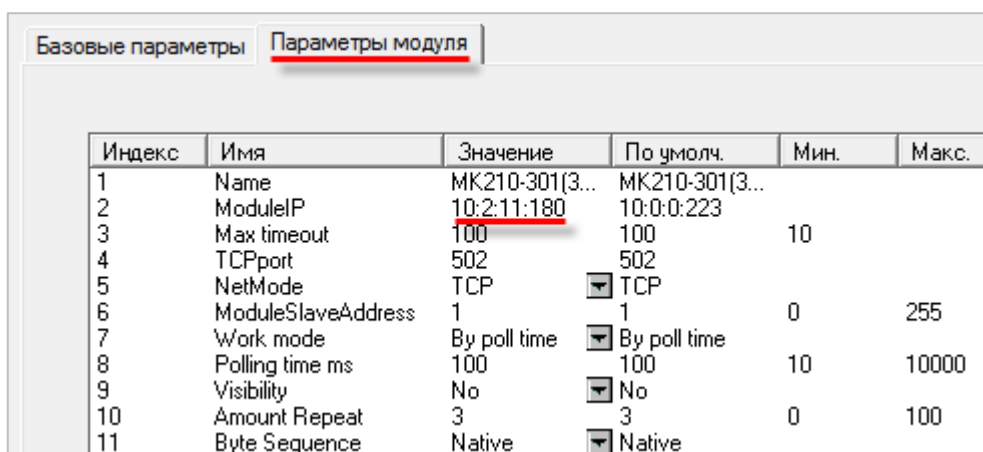 Базовые параметры Параметры модуля
Индекс Имя Значение По умолч. Мин. Макс.
1 Name МК210-301(3... МК210-301(3...
2 ModuleIP 10:2:11:180 10:0:0:223
3 Max timeout 100 100 10
4 TCPport 502 502
5 NetMode TCP TCP
6 ModuleSlaveAddress 1 1 0 255
7 Work mode By poll time By poll time
8 Polling time ms 100 100 10 10000
9 Visibility No No
10 Amount Repeat 3 3 0 100
11 Byte Sequence Native Native